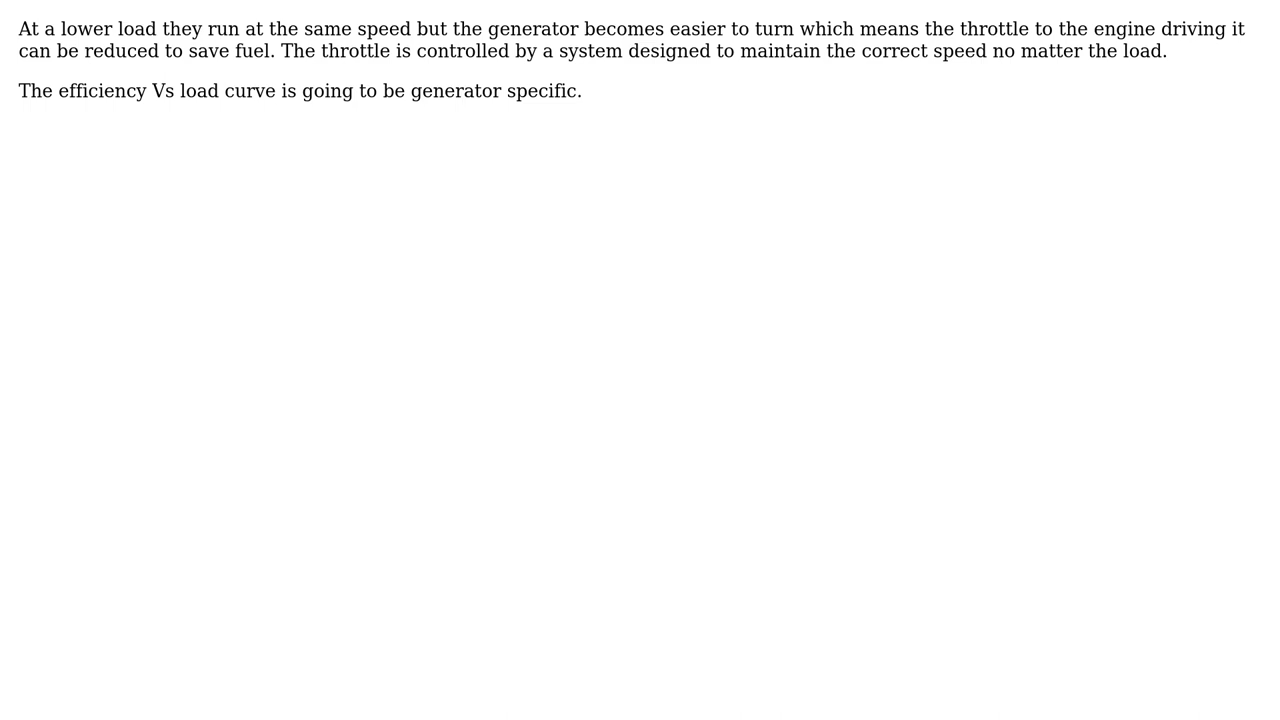 At a lower load they run at the same speed but the generator becomes easier to turn which means the throttle to the engine driving it
can be reduced to save fuel. The throttle is controlled by a system designed to maintain the correct speed no matter the load.
The efficiency Vs load curve is going to be generator specific.